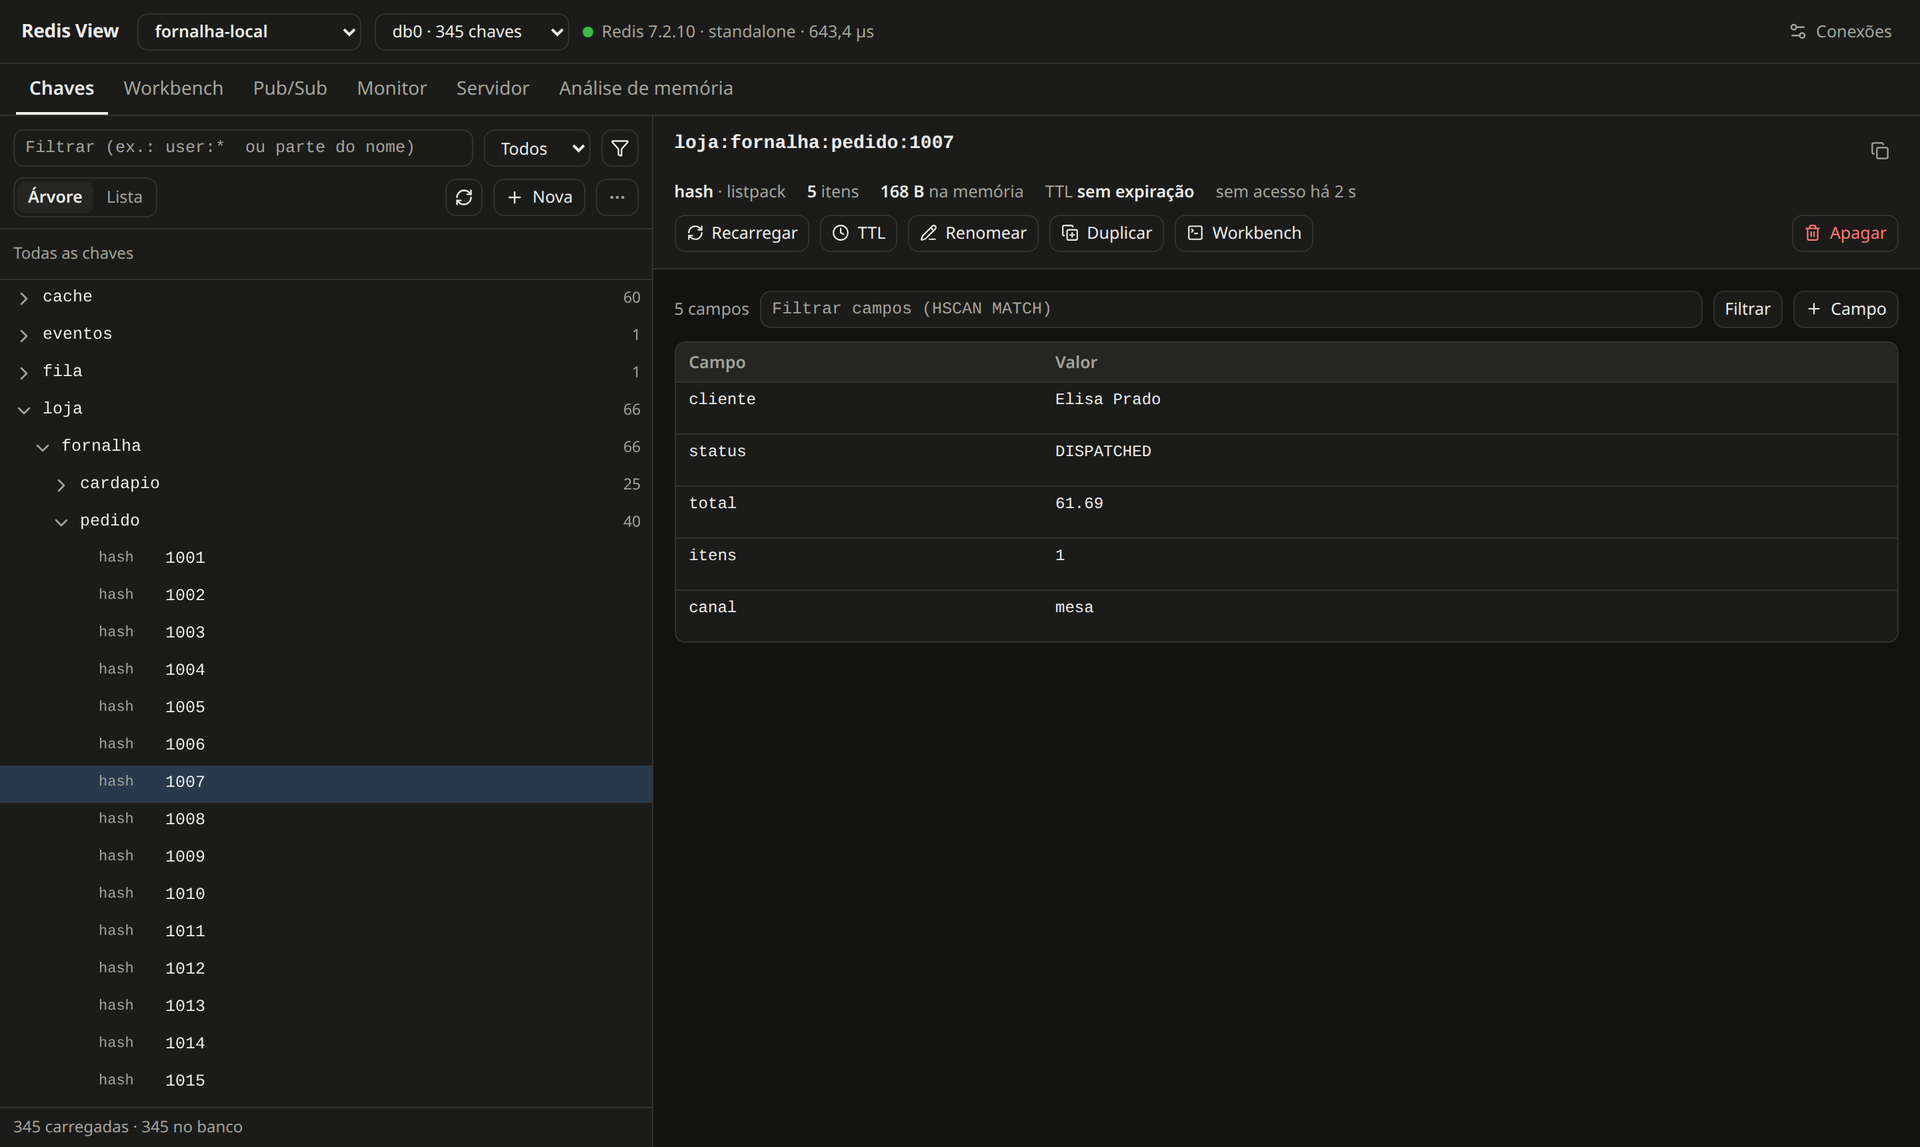 Redis View
fornalha-local
db0 · 345 chaves
Redis 7.2.10 · standalone · 643,4 µs
Conexões
Chaves
Workbench
Pub/Sub
Monitor
Servidor
Análise de memória
Filtrar (ex.: user:*  ou parte do nome)
Todos
Árvore
Lista
Nova
Todas as chaves
cache 60
eventos 1
fila 1
loja 66
fornalha 66
cardapio 25
pedido 40
hash 1001
hash 1002
hash 1003
hash 1004
hash 1005
hash 1006
hash 1007
hash 1008
hash 1009
hash 1010
hash 1011
hash 1012
hash 1013
hash 1014
hash 1015
345 carregadas · 345 no banco
loja:fornalha:pedido:1007
hash · listpack 5 itens 168 B na memória TTL sem expiração sem acesso há 2 s
Recarregar
TTL
Renomear
Duplicar
Workbench
Apagar
5 campos
Filtrar campos (HSCAN MATCH)
Filtrar
Campo
Campo Valor
cliente Elisa Prado
status DISPATCHED
total 61.69
itens 1
canal mesa